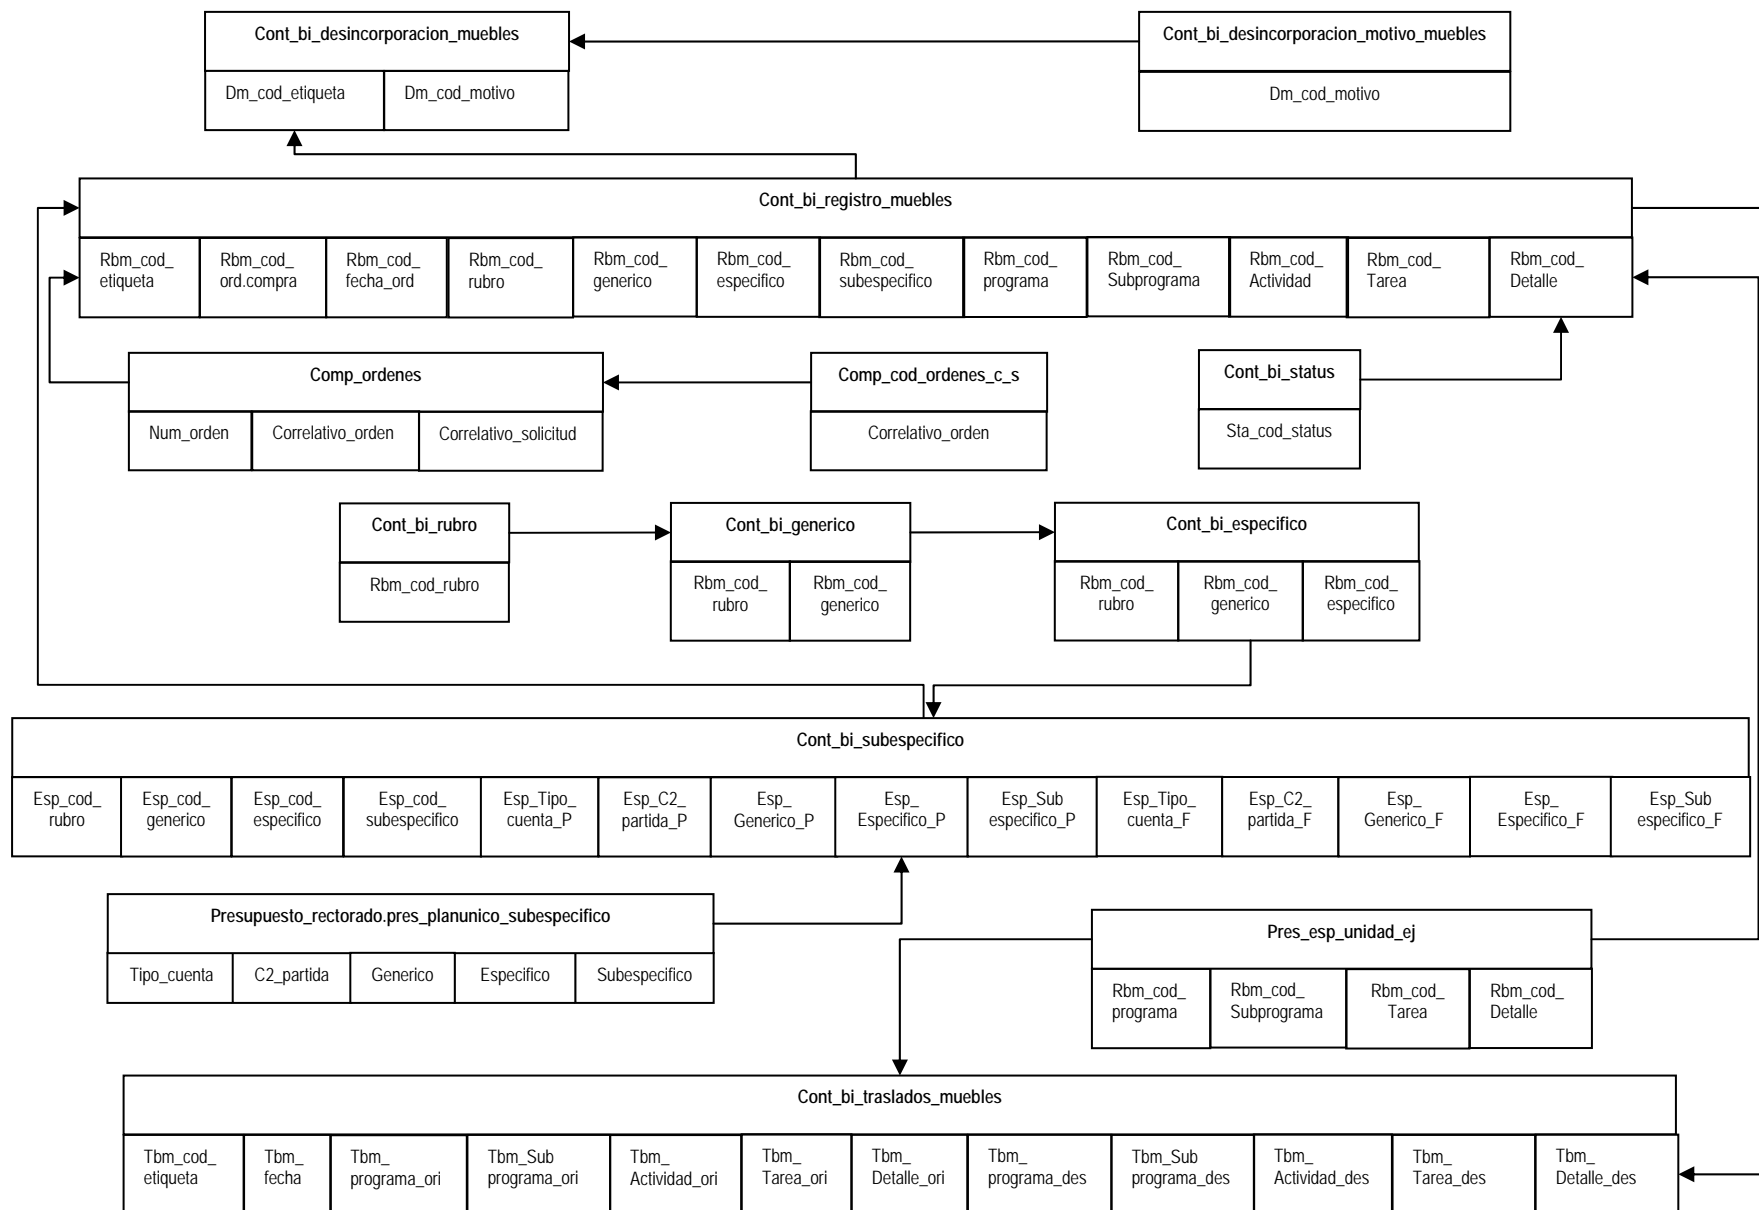 Cont_bi_desincorporacion_muebles
Cont_bi_desincorporacion_motivo_muebles
Dm_cod_etiqueta
Dm_cod_motivo
Dm_cod_motivo
Cont_bi_registro_muebles
Rbm_cod_
etiqueta
Rbm_cod_
ord.compra
Rbm_cod_
fecha_ord
Rbm_cod_
rubro
Rbm_cod_
generico
Rbm_cod_
especifico
Rbm_cod_
subespecifico
Rbm_cod_
programa
Rbm_cod_
Subprograma
Rbm_cod_
Actividad
Rbm_cod_
Tarea
Rbm_cod_
Detalle
Comp_ordenes
Num_orden
Correlativo_orden
Correlativo_solicitud
Comp_cod_ordenes_c_s
Correlativo_orden
Cont_bi_status
Sta_cod_status
Cont_bi_rubro
Rbm_cod_rubro
Cont_bi_generico
Rbm_cod_
rubro
Rbm_cod_
generico
Cont_bi_especifico
Rbm_cod_
rubro
Rbm_cod_
generico
Rbm_cod_
especifico
Cont_bi_subespecifico
Esp_cod_
rubro
Esp_cod_
generico
Esp_cod_
especifico
Esp_cod_
subespecifico
Esp_Tipo_
cuenta_P
Esp_C2_
partida_P
Esp_
Generico_P
Esp_
Especifico_P
Esp_Sub
especifico_P
Esp_Tipo_
cuenta_F
Esp_C2_
partida_F
Esp_
Generico_F
Esp_
Especifico_F
Esp_Sub
especifico_F
Presupuesto_rectorado.pres_planunico_subespecifico
Tipo_cuenta
C2_partida
Generico
Especifico
Subespecifico
Pres_esp_unidad_ej
Rbm_cod_
programa
Rbm_cod_
Subprograma
Rbm_cod_
Tarea
Rbm_cod_
Detalle
Cont_bi_traslados_muebles
Tbm_cod_
etiqueta
Tbm_
fecha
Tbm_
programa_ori
Tbm_Sub
programa_ori
Tbm_
Actividad_ori
Tbm_
Tarea_ori
Tbm_
Detalle_ori
Tbm_
programa_des
Tbm_Sub
programa_des
Tbm_
Actividad_des
Tbm_
Tarea_des
Tbm_
Detalle_des